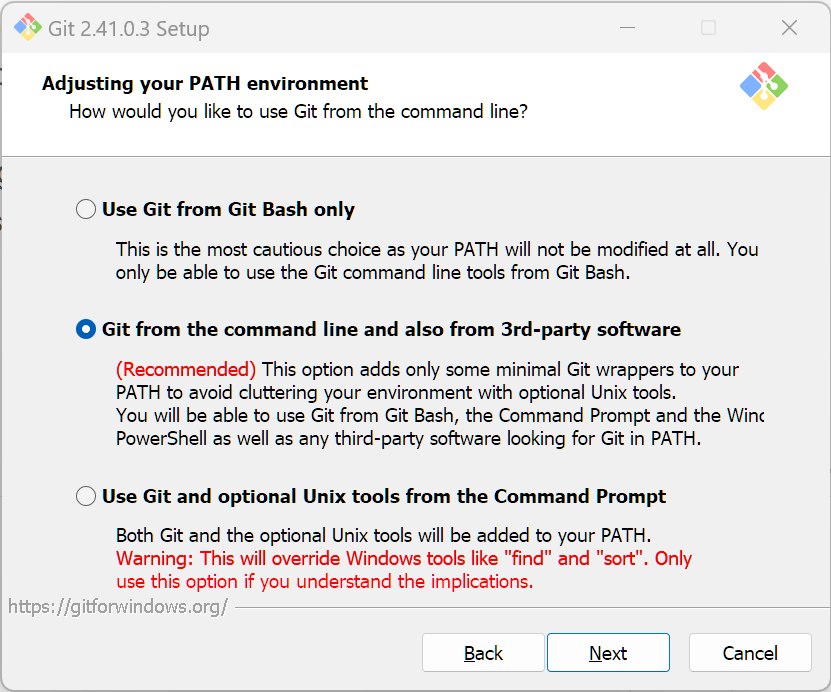 Git 2.41.0.3 Setup
Adjusting your PATH environment
How would you like to use Git from the command line?
Use Git from Git Bash only
This is the most cautious choice as your PATH will not be modified at all. You
only be able to use the Git command line tools from Git Bash.
Git from the command line and also from 3rd-party software
(Recommended) This option adds only some minimal Git wrappers to your
PATH to avoid cluttering your environment with optional Unix tools.
You will be able to use Git from Git Bash, the Command Prompt and the Winc
PowerShell as well as any third-party software looking for Git in PATH.
Use Git and optional Unix tools from the Command Prompt
Both Git and the optional Unix tools will be added to your PATH.
Warning: This will override Windows tools like "find" and "sort". Only
use this option if you understand the implications.
https://gitforwindows.org/
Back Next Cancel